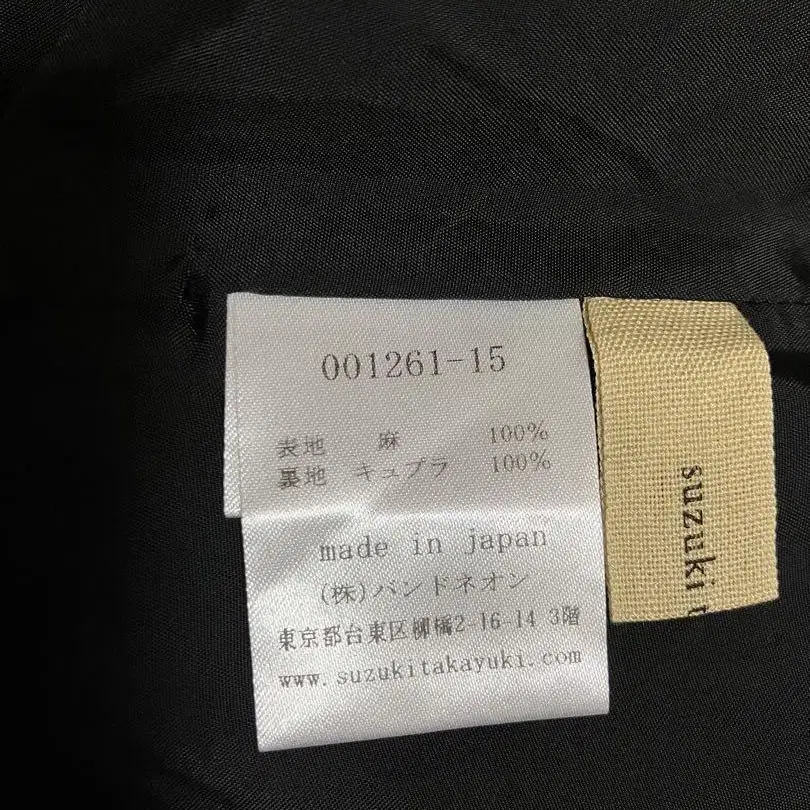 001261-15
表地 麻 100%
裏地 キュプラ 100%
made in japan
(株)バンドネオン
東京都台東区柳橋2-16-14 3階
www.suzukitakayuki.com
suzuki